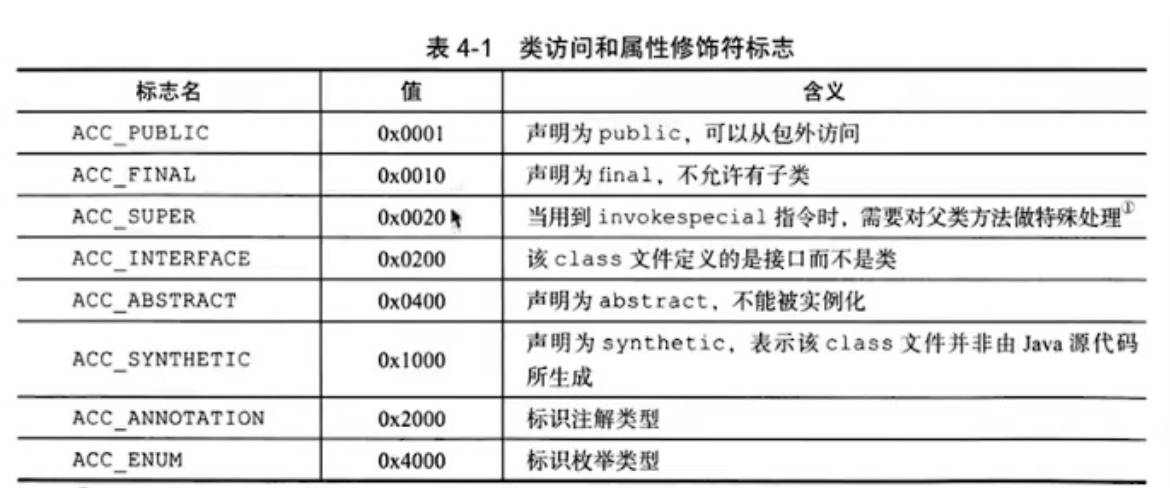 表 4-1 类访问和属性修饰符标志
标志名 值 含义
ACC_PUBLIC 0x0001 声明为 public，可以从包外访问
ACC_FINAL 0x0010 声明为 final，不允许有子类
ACC_SUPER 0x0020 当用到 invokespecial 指令时，需要对父类方法做特殊处理①
ACC_INTERFACE 0x0200 该 class 文件定义的是接口而不是类
ACC_ABSTRACT 0x0400 声明为 abstract，不能被实例化
ACC_SYNTHETIC 0x1000 声明为 synthetic，表示该 class 文件并非由 Java 源代码
所生成
ACC_ANNOTATION 0x2000 标识注解类型
ACC_ENUM 0x4000 标识枚举类型